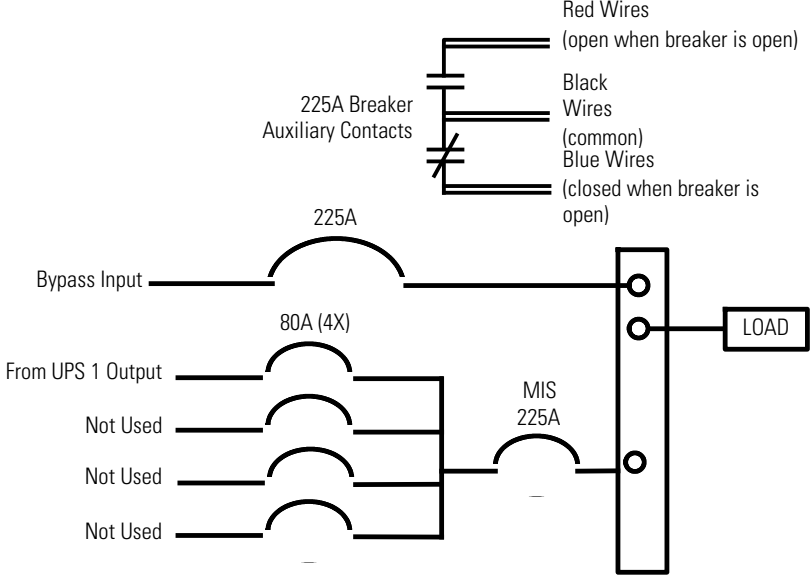 Red Wires
(open when breaker is open)
225A Breaker
Auxiliary Contacts
Black
Wires
(common)
Blue Wires
(closed when breaker is
open)
225A
Bypass Input
LOAD
80A (4X)
From UPS 1 Output
MIS
225A
Not Used
Not Used
Not Used